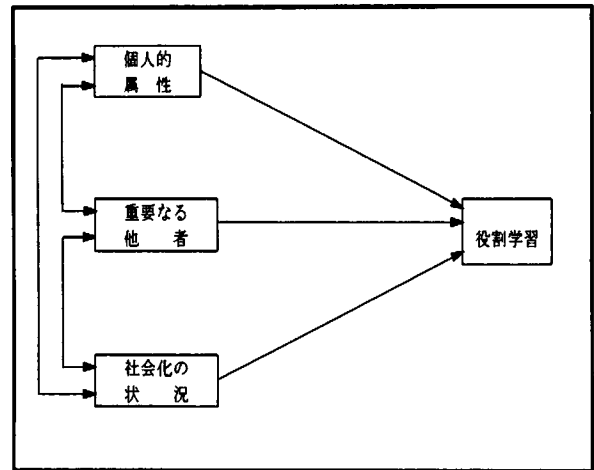 個人的
属　性
重要なる
他　者
役割学習
社会化の
状　況